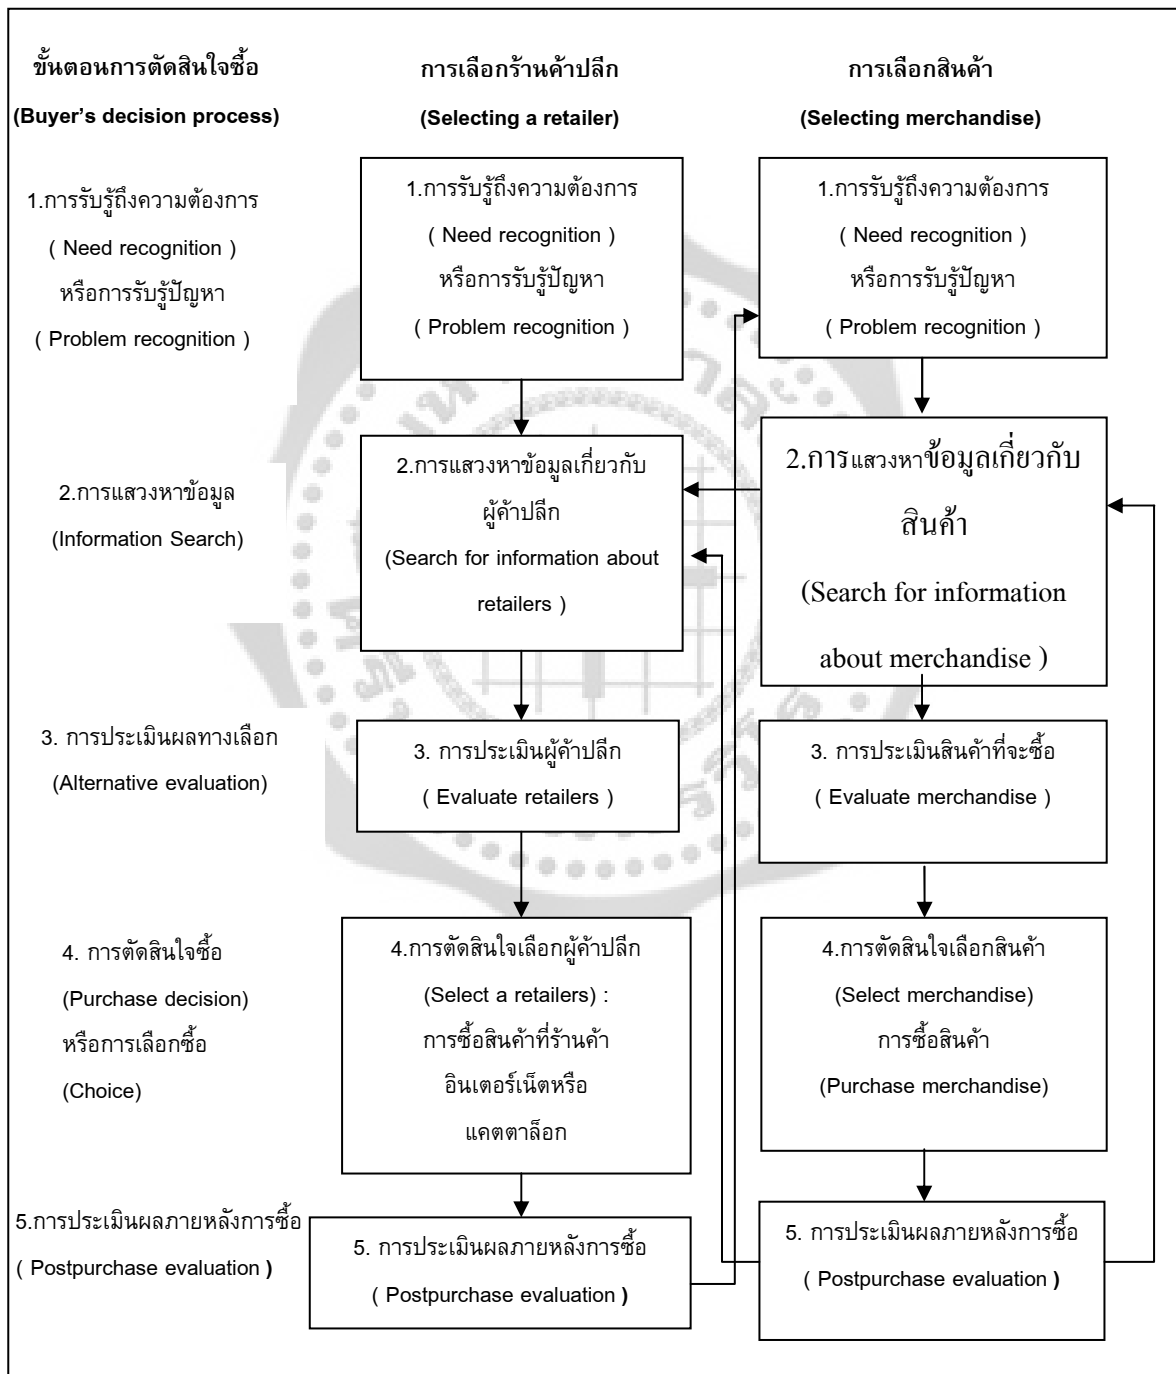 ขั้นตอนการตัดสินใจซื้อ
(Buyer's decision process)
การเลือกร้านค้าปลีก
(Selecting a retailer)
การเลือกสินค้า
(Selecting merchandise)
1.การรับรู้ถึงความต้องการ
( Need recognition )
หรือการรับรู้ปัญหา
( Problem recognition )
1.การรับรู้ถึงความต้องการ
( Need recognition )
หรือการรับรู้ปัญหา
( Problem recognition )
1.การรับรู้ถึงความต้องการ
( Need recognition )
หรือการรับรู้ปัญหา
( Problem recognition )
2.การแสวงหาข้อมูล
(Information Search)
2.การแสวงหาข้อมูลเกี่ยวกับ
ผู้ค้าปลีก
(Search for information about
retailers )
2.การแสวงหาข้อมูลเกี่ยวกับ
สินค้า
(Search for information
about merchandise )
3. การประเมินผลทางเลือก
(Alternative evaluation)
3. การประเมินผู้ค้าปลีก
( Evaluate retailers )
3. การประเมินสินค้าที่จะซื้อ
( Evaluate merchandise )
4. การตัดสินใจซื้อ
(Purchase decision)
หรือการเลือกซื้อ
(Choice)
4.การตัดสินใจเลือกผู้ค้าปลีก
(Select a retailers) :
การซื้อสินค้าที่ร้านค้า
อินเตอร์เน็ตหรือ
แคตตาล็อก
4.การตัดสินใจเลือกสินค้า
(Select merchandise)
การซื้อสินค้า
(Purchase merchandise)
5.การประเมินผลภายหลังการซื้อ
( Postpurchase evaluation )
5. การประเมินผลภายหลังการซื้อ
( Postpurchase evaluation )
5. การประเมินผลภายหลังการซื้อ
( Postpurchase evaluation )